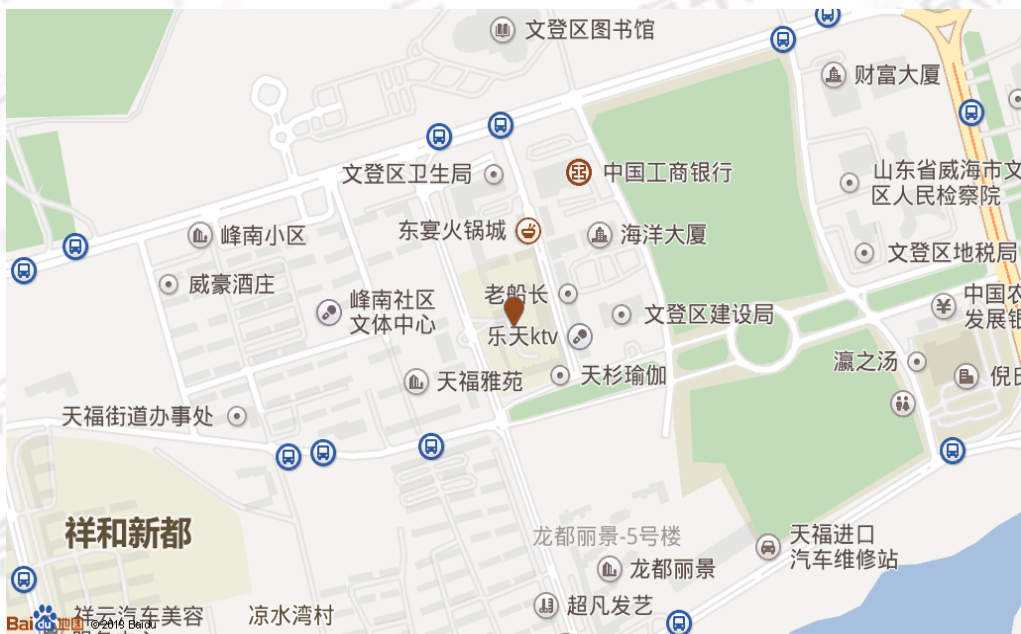 文登区图书馆
财富大厦
文登区卫生局
中国工商银行
山东省威海市文
区人民检察院
峰南小区
东宴火锅城
海洋大厦
文登区地税局
威豪酒庄
峰南社区
文体中心
老船长
乐天ktv
文登区建设局
中国农
发展银
瀛之汤
天福雅苑
天杉瑜伽
倪氏
天福街道办事处
祥和新都
龙都丽景-5号楼
天福进口
汽车维修站
龙都丽景
超凡发艺
祥云汽车美容
凉水湾村
Bai du 地图
© 2013 Baidu